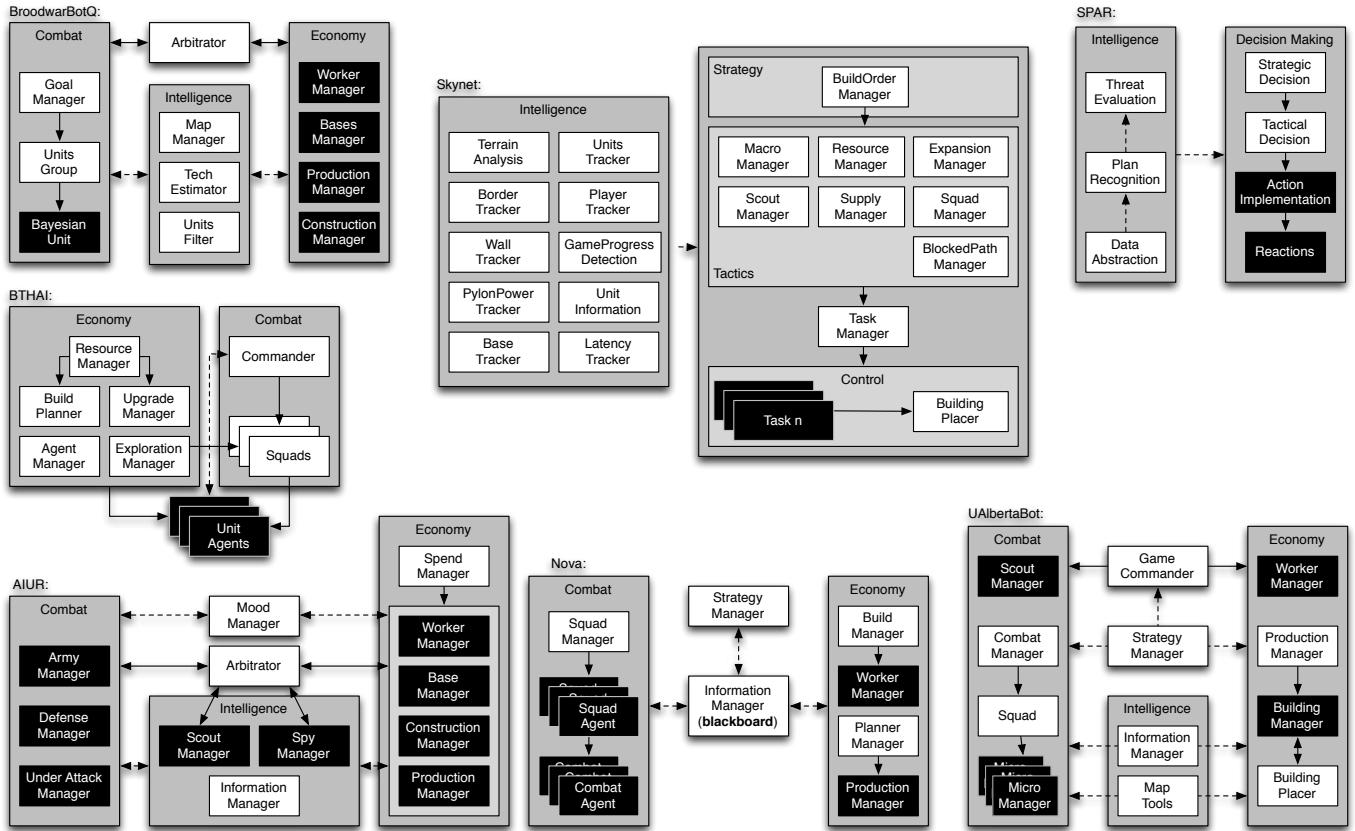 BroodwarBotQ:
Combat
Goal
Manager
Units
Group
Bayesian
Unit
Arbitrator
Intelligence
Map
Manager
Tech
Estimator
Units
Filter
Economy
Worker
Manager
Bases
Manager
Production
Manager
Construction
Manager
Skynet:
Intelligence
Terrain
Analysis
Units
Tracker
Border
Tracker
Player
Tracker
Wall
Tracker
GameProgress
Detection
PylonPower
Tracker
Unit
Information
Base
Tracker
Latency
Tracker
Strategy
BuildOrder
Manager
Macro
Manager
Resource
Manager
Expansion
Manager
Scout
Manager
Supply
Manager
Squad
Manager
BlockedPath
Manager
Tactics
Task
Manager
Control
Task n
Building
Placer
SPAR:
Intelligence
Threat
Evaluation
Plan
Recognition
Data
Abstraction
Decision Making
Strategic
Decision
Tactical
Decision
Action
Implementation
Reactions
BTHAI:
Economy
Resource
Manager
Build
Planner
Upgrade
Manager
Agent
Manager
Exploration
Manager
Combat
Commander
Squads
Unit
Agents
AIUR:
Combat
Army
Manager
Defense
Manager
Under Attack
Manager
Mood
Manager
Arbitrator
Intelligence
Scout
Manager
Spy
Manager
Information
Manager
Economy
Spend
Manager
Worker
Manager
Base
Manager
Construction
Manager
Production
Manager
Nova:
Combat
Squad
Manager
Squad
Agent
Combat
Agent
Strategy
Manager
Information
Manager
(blackboard)
Economy
Build
Manager
Worker
Manager
Planner
Manager
Production
Manager
UAlbertaBot:
Combat
Scout
Manager
Combat
Manager
Squad
Micro
Manager
Game
Commander
Strategy
Manager
Intelligence
Information
Manager
Map
Tools
Economy
Worker
Manager
Production
Manager
Building
Manager
Building
Placer